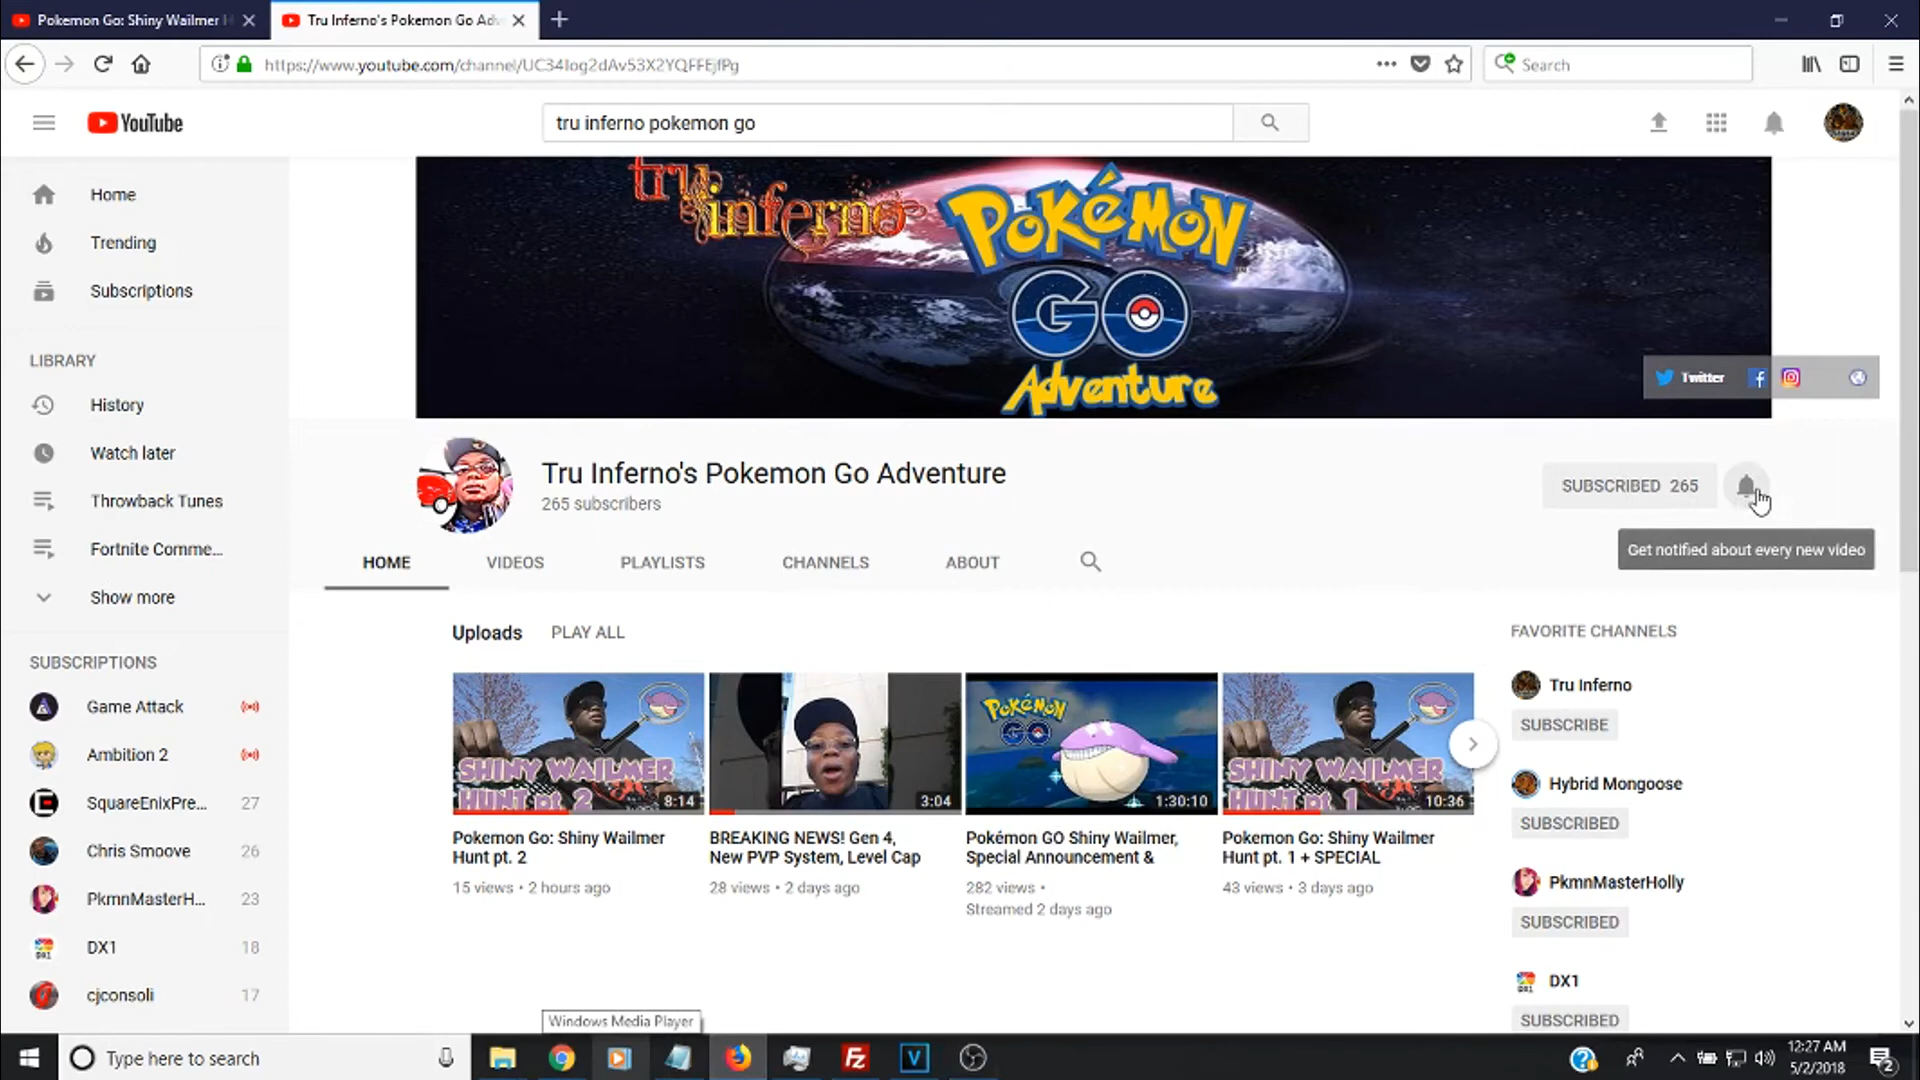 Pokemon Go: Shiny Wailmer
Tru Inferno's Pokemon Go Adv
https://www.youtube.com/channel/UC34log2dAv53X2YQFFEjfPg
Search
YouTube
tru inferno pokemon go
Home
Trending
Subscriptions
LIBRARY
History
Watch later
Throwback Tunes
Fortnite Comme...
Show more
SUBSCRIPTIONS
Game Attack
Ambition 2
SquareEnixPre... 27
Chris Smoove 26
PkmnMasterH... 23
DX1 18
cjconsoli 17
tru inferno
POKÉMON
GO
Adventure
Twitter
Tru Inferno's Pokemon Go Adventure
265 subscribers
SUBSCRIBED 265
Get notified about every new video
HOME VIDEOS PLAYLISTS CHANNELS ABOUT
Uploads PLAY ALL
SHINY WAILMER
HUNT pt. 2
8:14
Pokemon Go: Shiny Wailmer
Hunt pt. 2
15 views • 2 hours ago
3:04
BREAKING NEWS! Gen 4,
New PVP System, Level Cap
28 views • 2 days ago
POKÉMON
GO
1:30:10
Pokémon GO Shiny Wailmer,
Special Announcement &
282 views •
Streamed 2 days ago
SHINY WAILMER
HUNT pt. 1
10:36
Pokemon Go: Shiny Wailmer
Hunt pt. 1 + SPECIAL
43 views • 3 days ago
FAVORITE CHANNELS
Tru Inferno
SUBSCRIBE
Hybrid Mongoose
SUBSCRIBED
PkmnMasterHolly
SUBSCRIBED
DX1
SUBSCRIBED
Windows Media Player
Type here to search
12:27 AM
5/2/2018
2